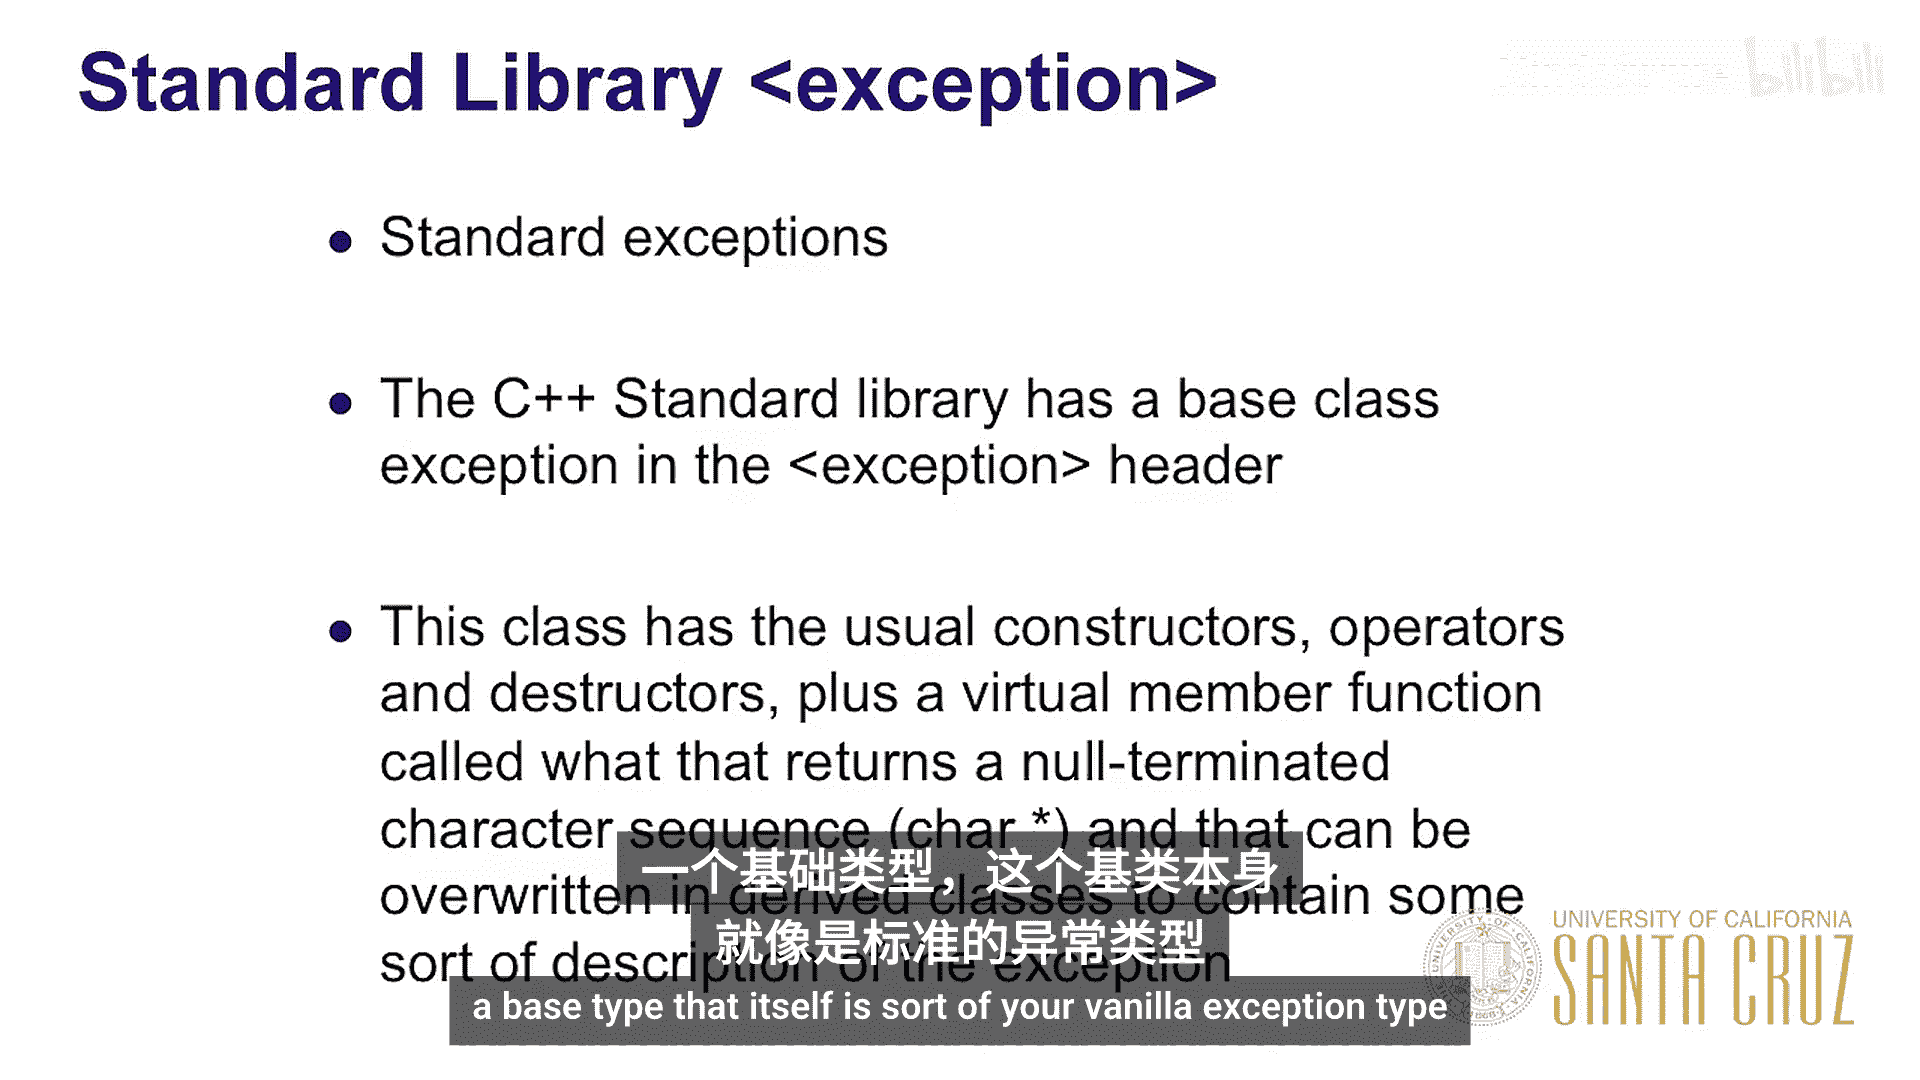 Standard Library <exception>
bilibili
Standard exceptions
The C++ Standard library has a base class
exception in the <exception> header
This class has the usual constructors, operators
and destructors, plus a virtual member function
called what that returns a null-terminated
character sequence (char *) and that can be
overwritten in derived classes to contain some
sort of description of the exception
一个基础类型，这个基类本身
就像是标准的异常类型
a base type that itself is sort of your vanilla exception type
UNIVERSITY OF CALIFORNIA
SANTA CRUZ